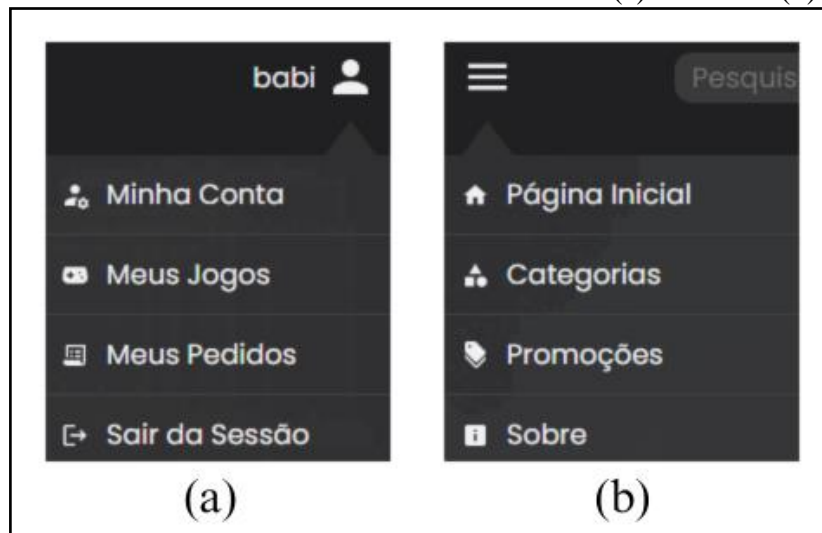 babi
Minha Conta
Meus Jogos
Meus Pedidos
Sair da Sessão
(a)
Pesquis
Página Inicial
Categorias
Promoções
Sobre
(b)